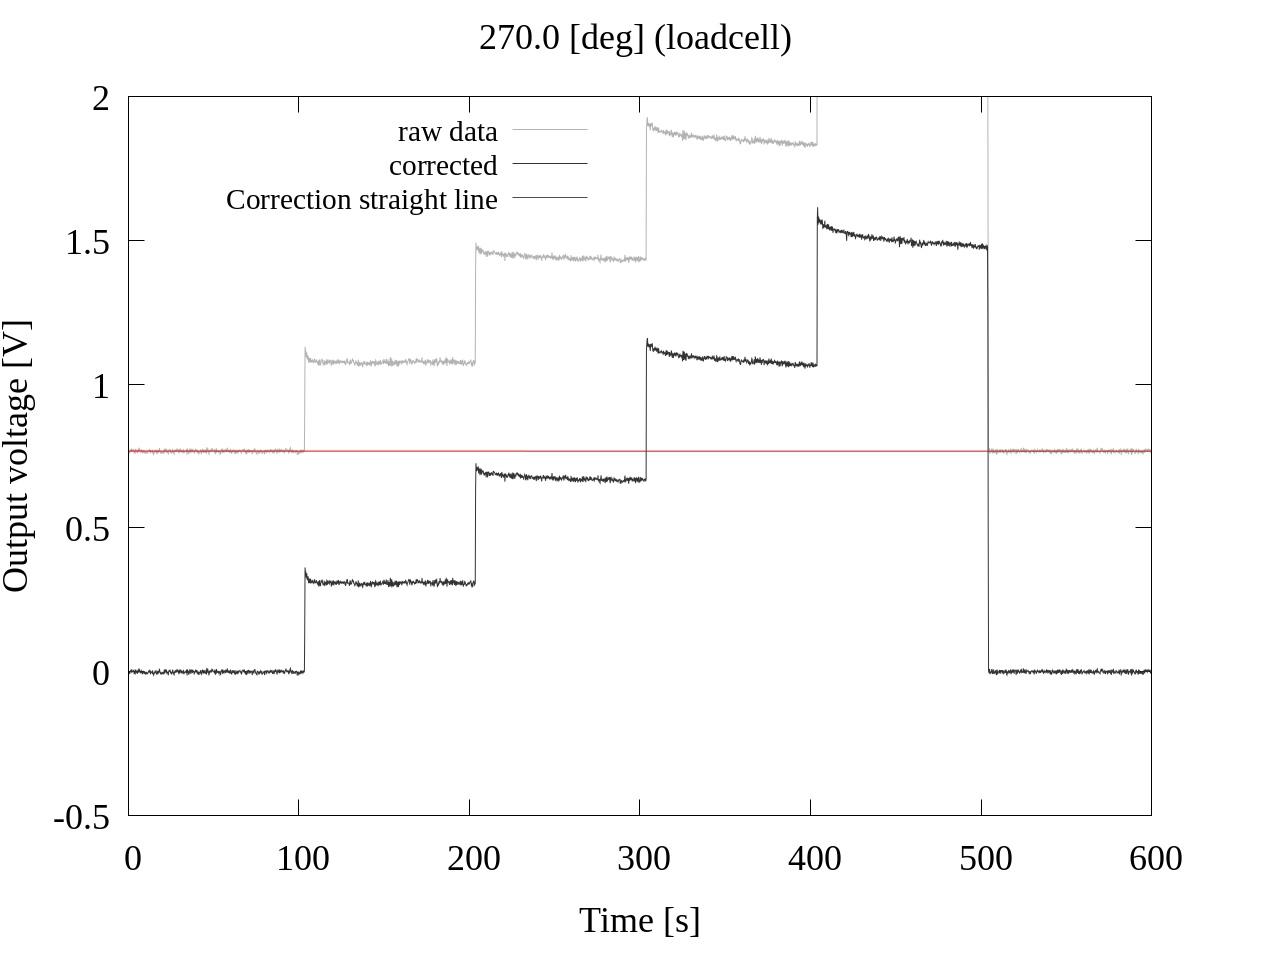 270.0 [deg] (loadcell)
2
1.5
1
0.5
0
-0.5
raw data
corrected
Correction straight line
Output voltage [V]
0 100 200 300 400 500 600
Time [s]